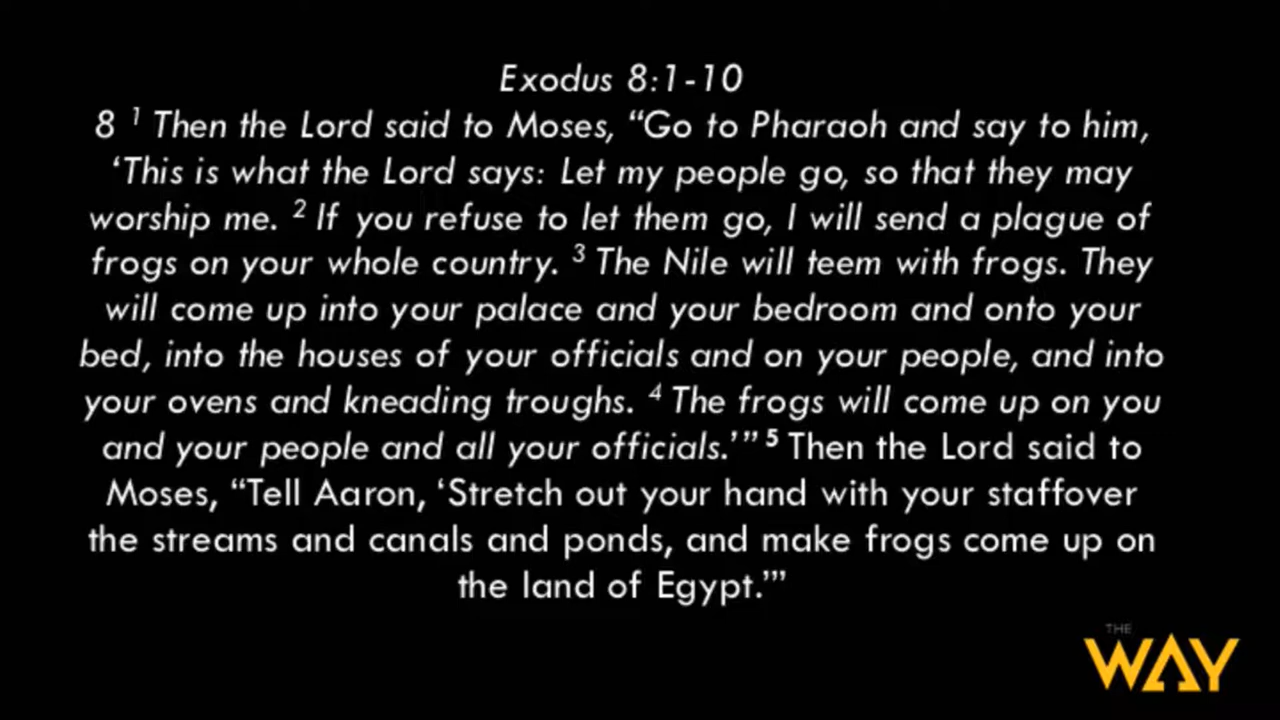 Exodus 8:1-10
8 1 Then the Lord said to Moses, “Go to Pharaoh and say to him,
‘This is what the Lord says: Let my people go, so that they may
worship me. 2 If you refuse to let them go, I will send a plague of
frogs on your whole country. 3 The Nile will teem with frogs. They
will come up into your palace and your bedroom and onto your
bed, into the houses of your officials and on your people, and into
your ovens and kneading troughs. 4 The frogs will come up on you
and your people and all your officials.’” 5 Then the Lord said to
Moses, “Tell Aaron, ‘Stretch out your hand with your staffover
the streams and canals and ponds, and make frogs come up on
the land of Egypt.’”
THE
WAY